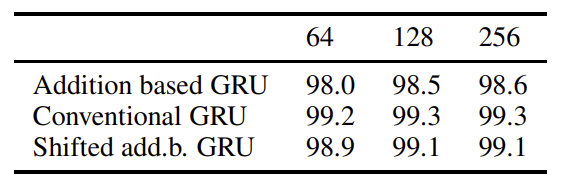 64 128 256
Addition based GRU 98.0 98.5 98.6
Conventional GRU 99.2 99.3 99.3
Shifted add.b. GRU 98.9 99.1 99.1